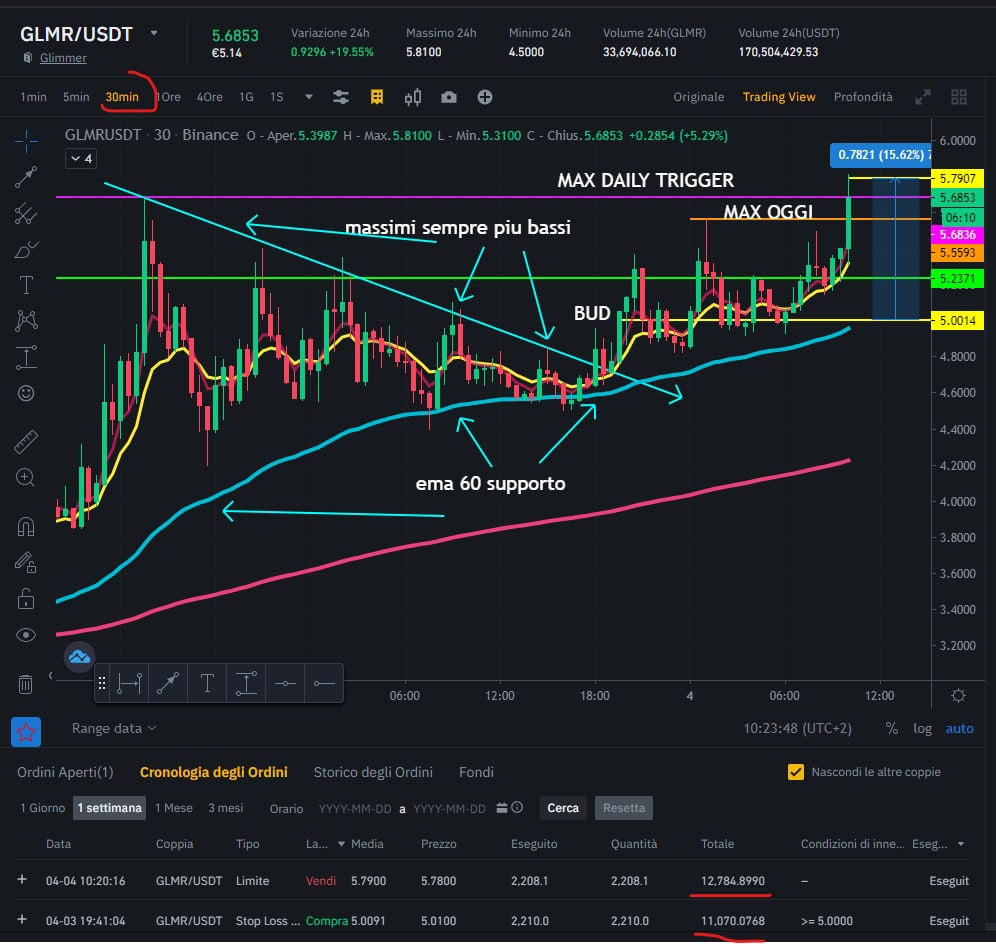 GLMR/USDT
Glimmer
5.6853
€5.14
Variazione 24h
0.9296 +19.55%
Massimo 24h
5.8100
Minimo 24h
4.5000
Volume 24h(GLMR)
33,694,066.10
Volume 24h(USDT)
170,504,429.53
1min 5min 30min 1Ore 4Ore 1G 1S
Originale Trading View Profondità
GLMRUSDT · 30 · Binance O - Aper.5.3987 H - Max.5.8100 L - Min.5.3100 C - Chius.5.6853 +0.2854 (+5.29%)
4
6.0000
0.7821 (15.62%) 7
5.7907
MAX DAILY TRIGGER
5.6853
MAX OGGI
06:10
massimi sempre piu bassi
5.6836
5.5593
5.2371
BUD
5.0014
4.8000
4.6000
4.4000
4.2000
ema 60 supporto
4.0000
3.8000
3.6000
3.4000
3.2000
06:00 12:00 18:00 4 06:00 12:00
Range data
10:23:48 (UTC+2) % log auto
Ordini Aperti(1) Cronologia degli Ordini Storico degli Ordini Fondi
Nascondi le altre coppie
1 Giorno 1 settimana 1 Mese 3 mesi Orario YYYY-MM-DD a YYYY-MM-DD Cerca Resetta
Data Coppia Tipo La... Media Prezzo Eseguito Quantità Totale Condizioni di inne... Eseg...
04-04 10:20:16 GLMR/USDT Limite Vendi 5.7900 5.7800 2,208.1 2,208.1 12,784.8990 – Eseguit
04-03 19:41:04 GLMR/USDT Stop Loss ... Compra 5.0091 5.0100 2,210.0 2,210.0 11,070.0768 >= 5.0000 Eseguit